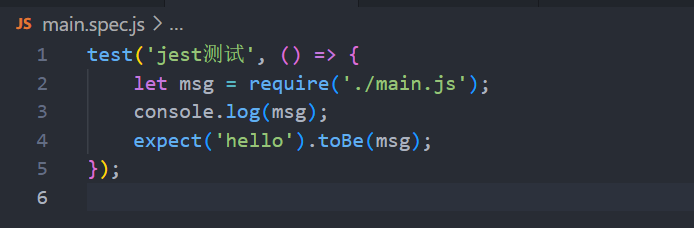 JS main.spec.js > ...
1 test('jest测试', () => {
2     let msg = require('./main.js');
3     console.log(msg);
4     expect('hello').toBe(msg);
5 });
6